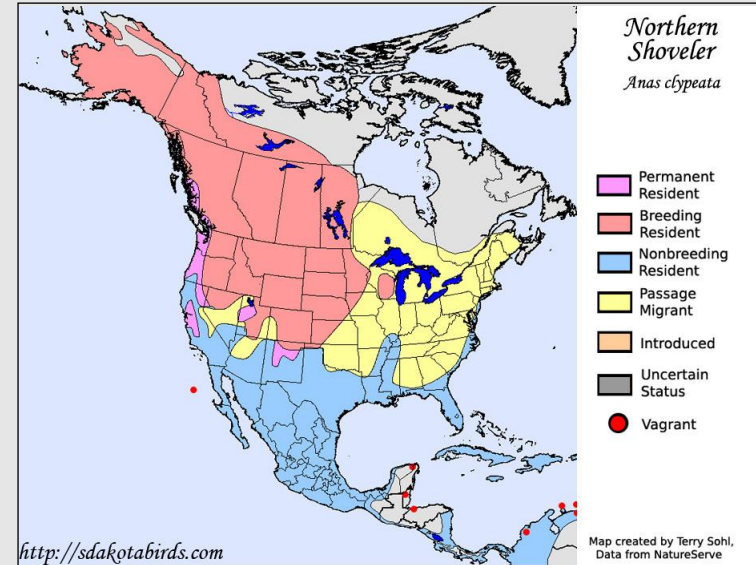 Northern
Shoveler
Anas clypeata
Permanent
Resident
Breeding
Resident
Nonbreeding
Resident
Passage
Migrant
Introduced
Uncertain
Status
Vagrant
http://sdakotabirds.com
Map created by Terry Sohl,
Data from NatureServe